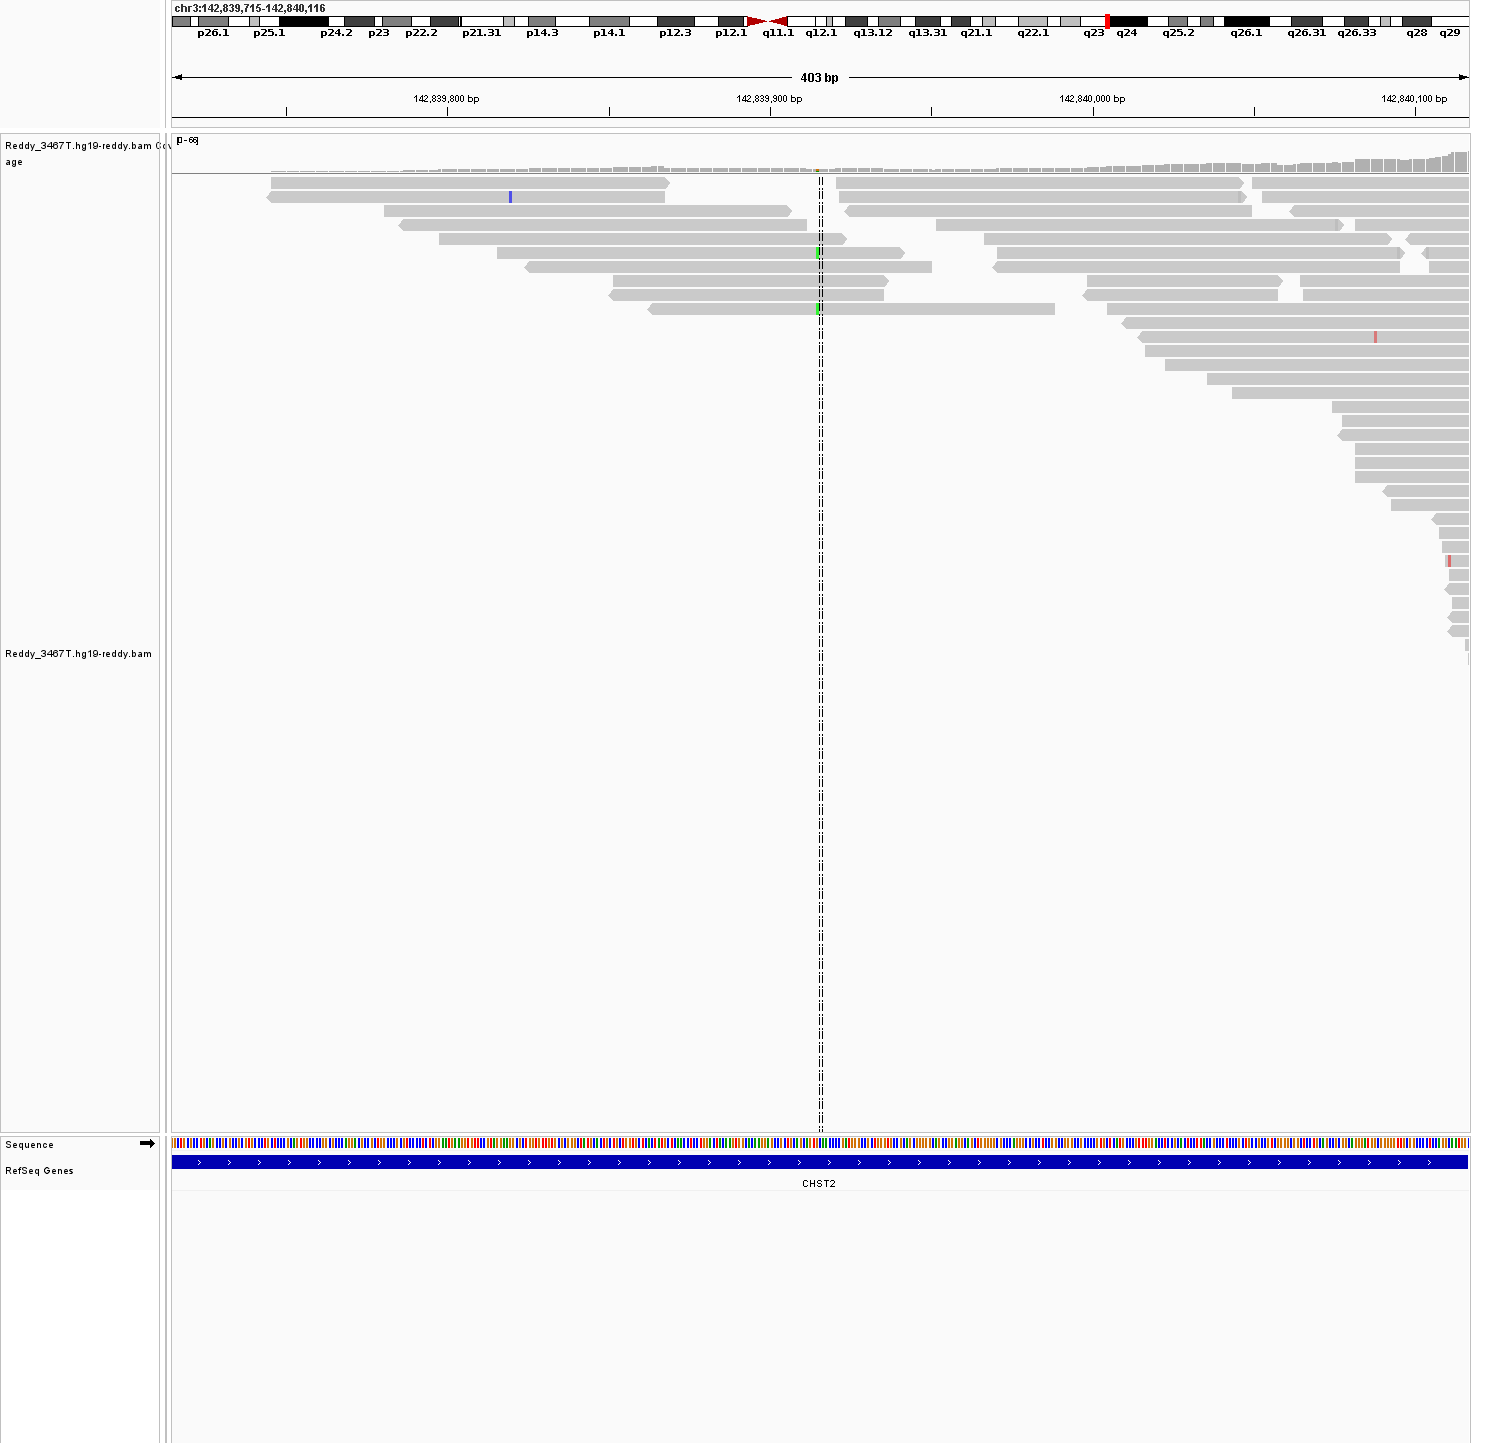 chr3:142,839,715-142,840,116
p26.1 p25.1 p24.2 p23 p22.2 p21.31 p14.3 p14.1 p12.3 p12.1 q11.1 q12.1 q13.12 q13.31 q21.1 q22.1 q23 q24 q25.2 q26.1 q26.31 q26.33 q28 q29
403 bp
142,839,800 bp 142,839,900 bp 142,840,000 bp 142,840,100 bp
[0-66]
Reddy_3467T.hg19-reddy.bam Cov
age
Reddy_3467T.hg19-reddy.bam
Sequence
RefSeq Genes
CHST2